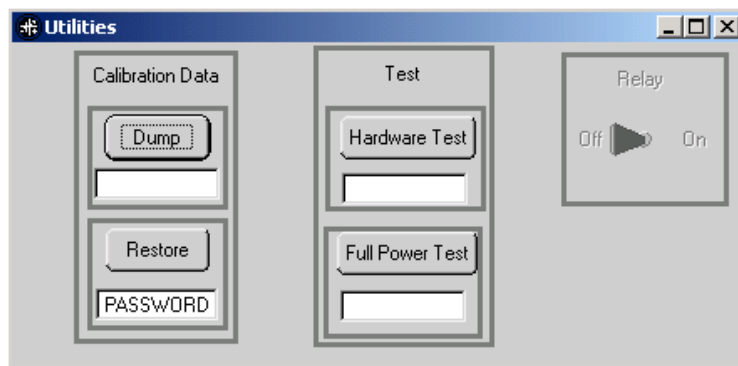 Utilities
Calibration Data
Dump
Restore
PASSWORD
Test
Hardware Test
Full Power Test
Relay
Off On